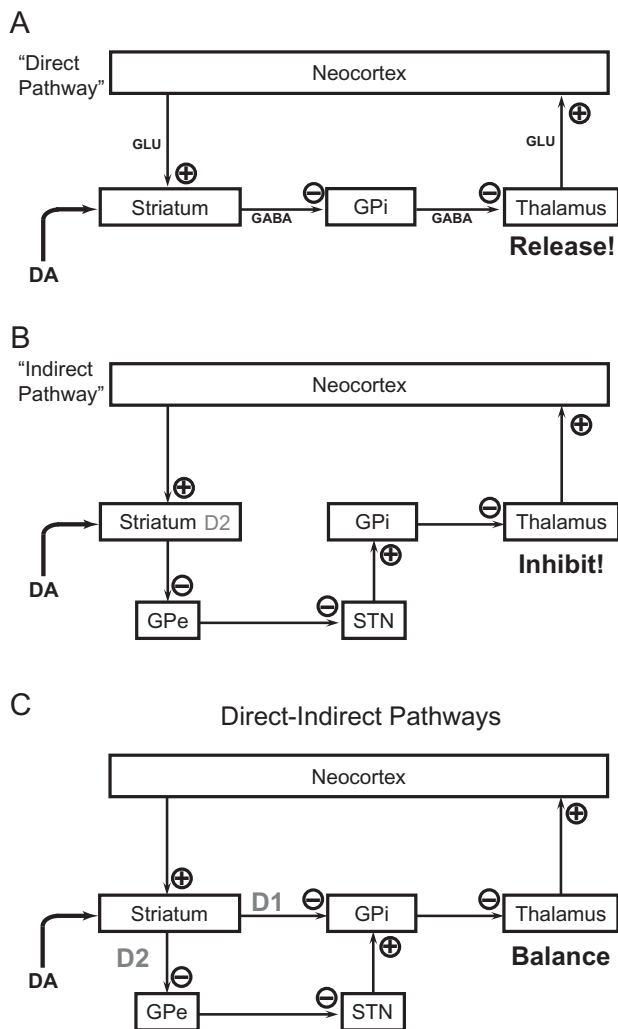 A
“Direct
Pathway”
Neocortex
GLU
+
+
GLU
Striatum
GABA
−
GPi
GABA
−
Thalamus
DA
Release!
B
“Indirect
Pathway”
Neocortex
+
+
Striatum D2
GPi
−
Thalamus
DA
−
+
Inhibit!
GPe
−
STN
C
Direct-Indirect Pathways
Neocortex
+
+
Striatum
D1
−
GPi
−
Thalamus
DA
D2
−
+
Balance
GPe
−
STN